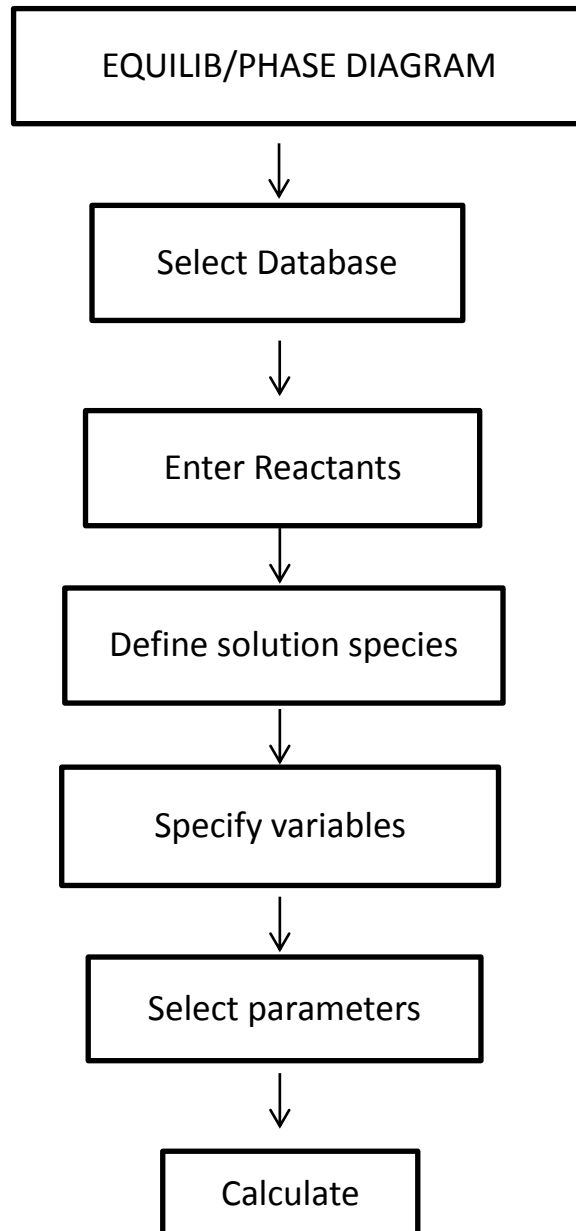 EQUILIB/PHASE DIAGRAM
Select Database
Enter Reactants
Define solution species
Specify variables
Select parameters
Calculate